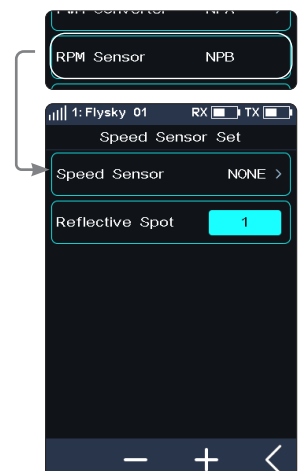 RPM Sensor NPB
1: Flysky 01 RX TX
Speed Sensor Set
Speed Sensor NONE >
Reflective Spot 1